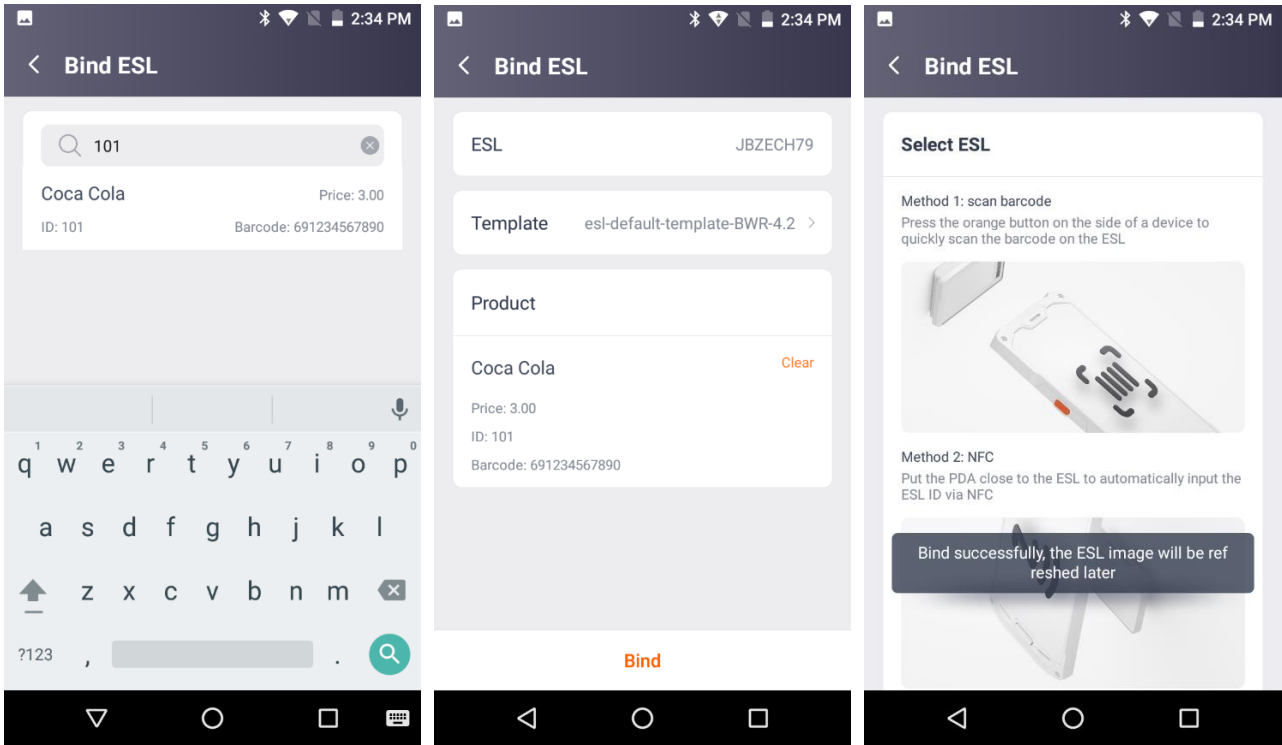 2:34 PM
Bind ESL
101
Coca Cola
Price: 3.00
ID: 101
Barcode: 691234567890
1 2 3 4 5 6 7 8 9 0
q w e r t y u i o p
a s d f g h j k l
z x c v b n m
?123 , .
2:34 PM
Bind ESL
ESL
JBZECH79
Template
esl-default-template-BWR-4.2
Product
Coca Cola
Clear
Price: 3.00
ID: 101
Barcode: 691234567890
Bind
2:34 PM
Bind ESL
Select ESL
Method 1: scan barcode
Press the orange button on the side of a device to
quickly scan the barcode on the ESL
Method 2: NFC
Put the PDA close to the ESL to automatically input the
ESL ID via NFC
Bind successfully, the ESL image will be ref
reshed later